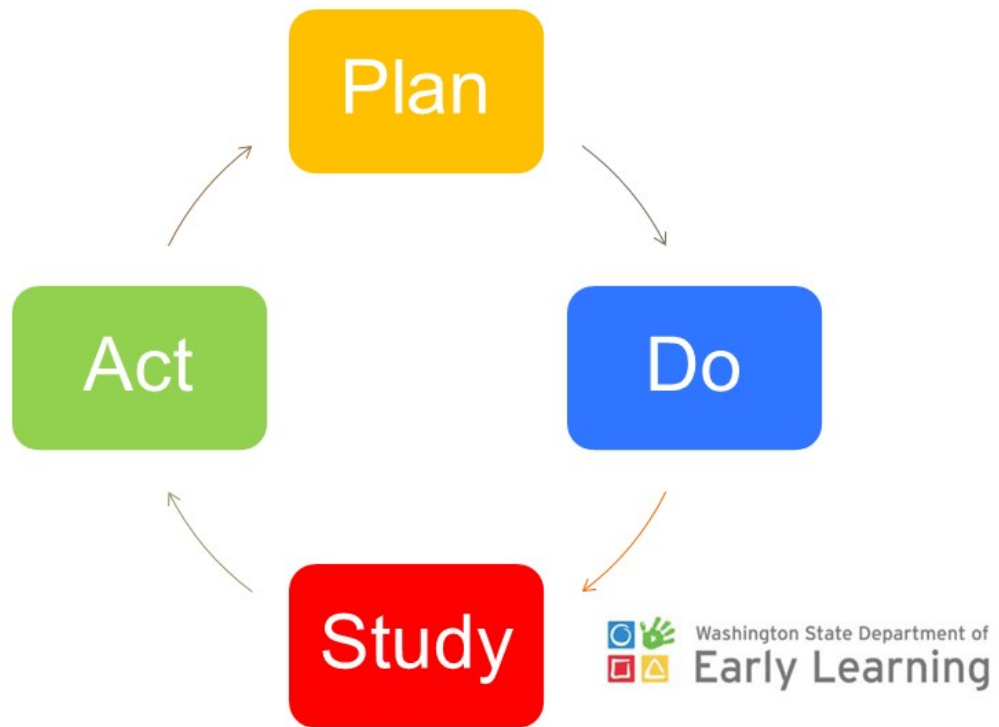 Plan
Do
Study
Act
Washington State Department of
Early Learning